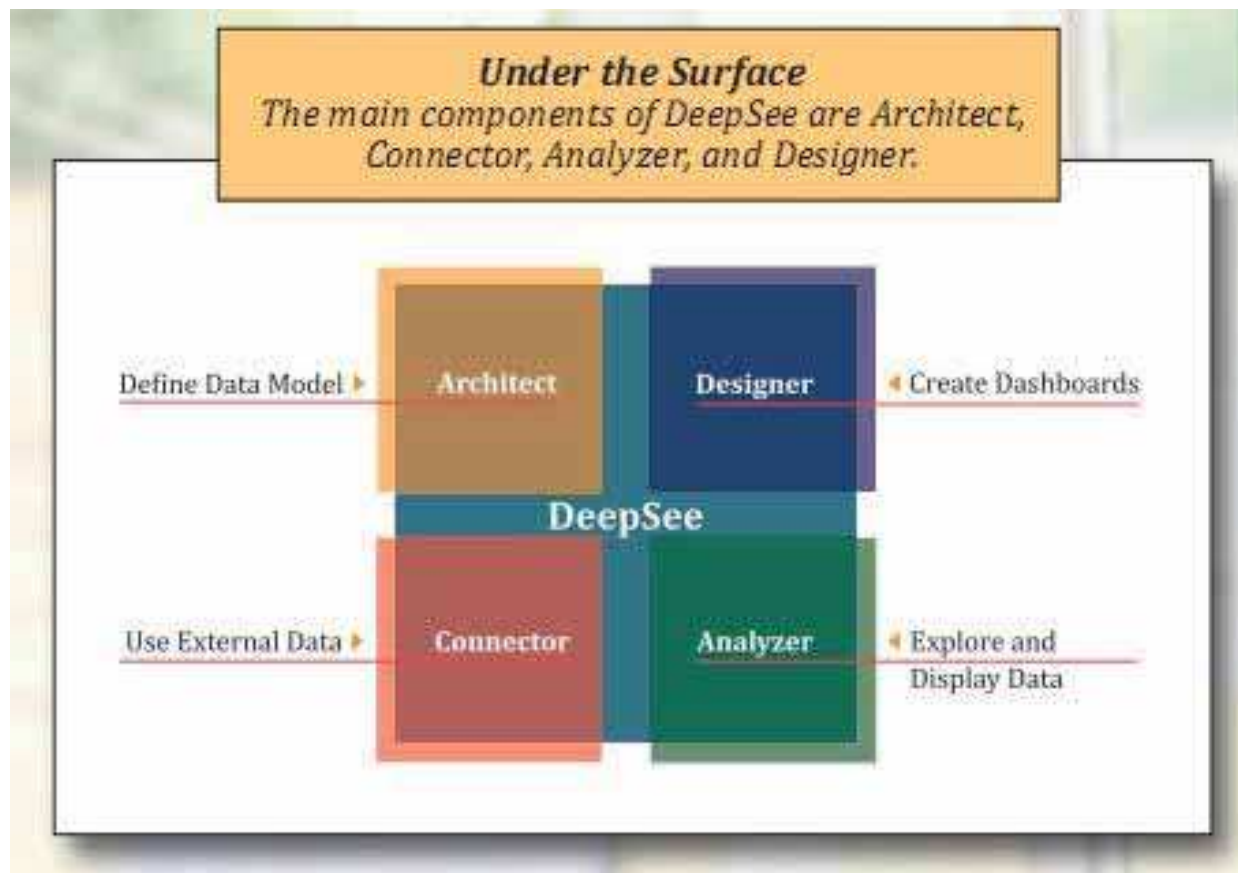 Under the Surface
The main components of DeepSee are Architect,
Connector, Analyzer, and Designer.
Define Data Model
Architect
Designer
Create Dashboards
DeepSee
Use External Data
Connector
Analyzer
Explore and
Display Data